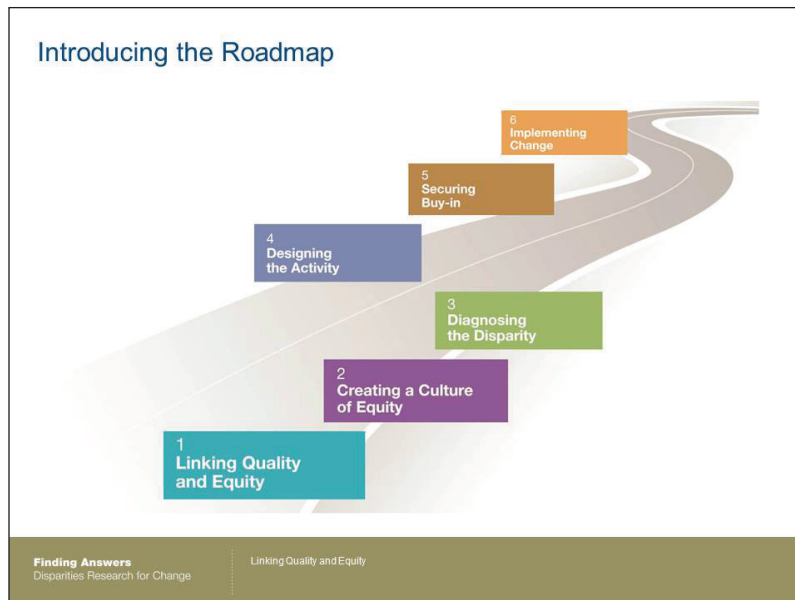 Introducing the Roadmap
6
Implementing
Change
5
Securing
Buy-in
4
Designing
the Activity
3
Diagnosing
the Disparity
2
Creating a Culture
of Equity
1
Linking Quality
and Equity
Finding Answers
Disparities Research for Change
Linking Quality and Equity